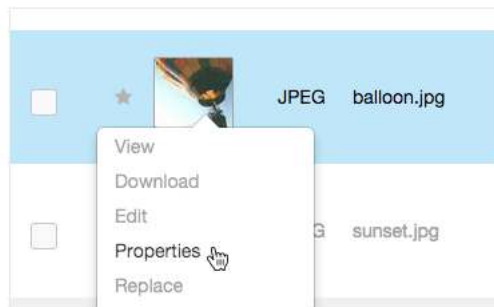 JPEG balloon.jpg
View
Download
Edit
G sunset.jpg
Properties
Replace